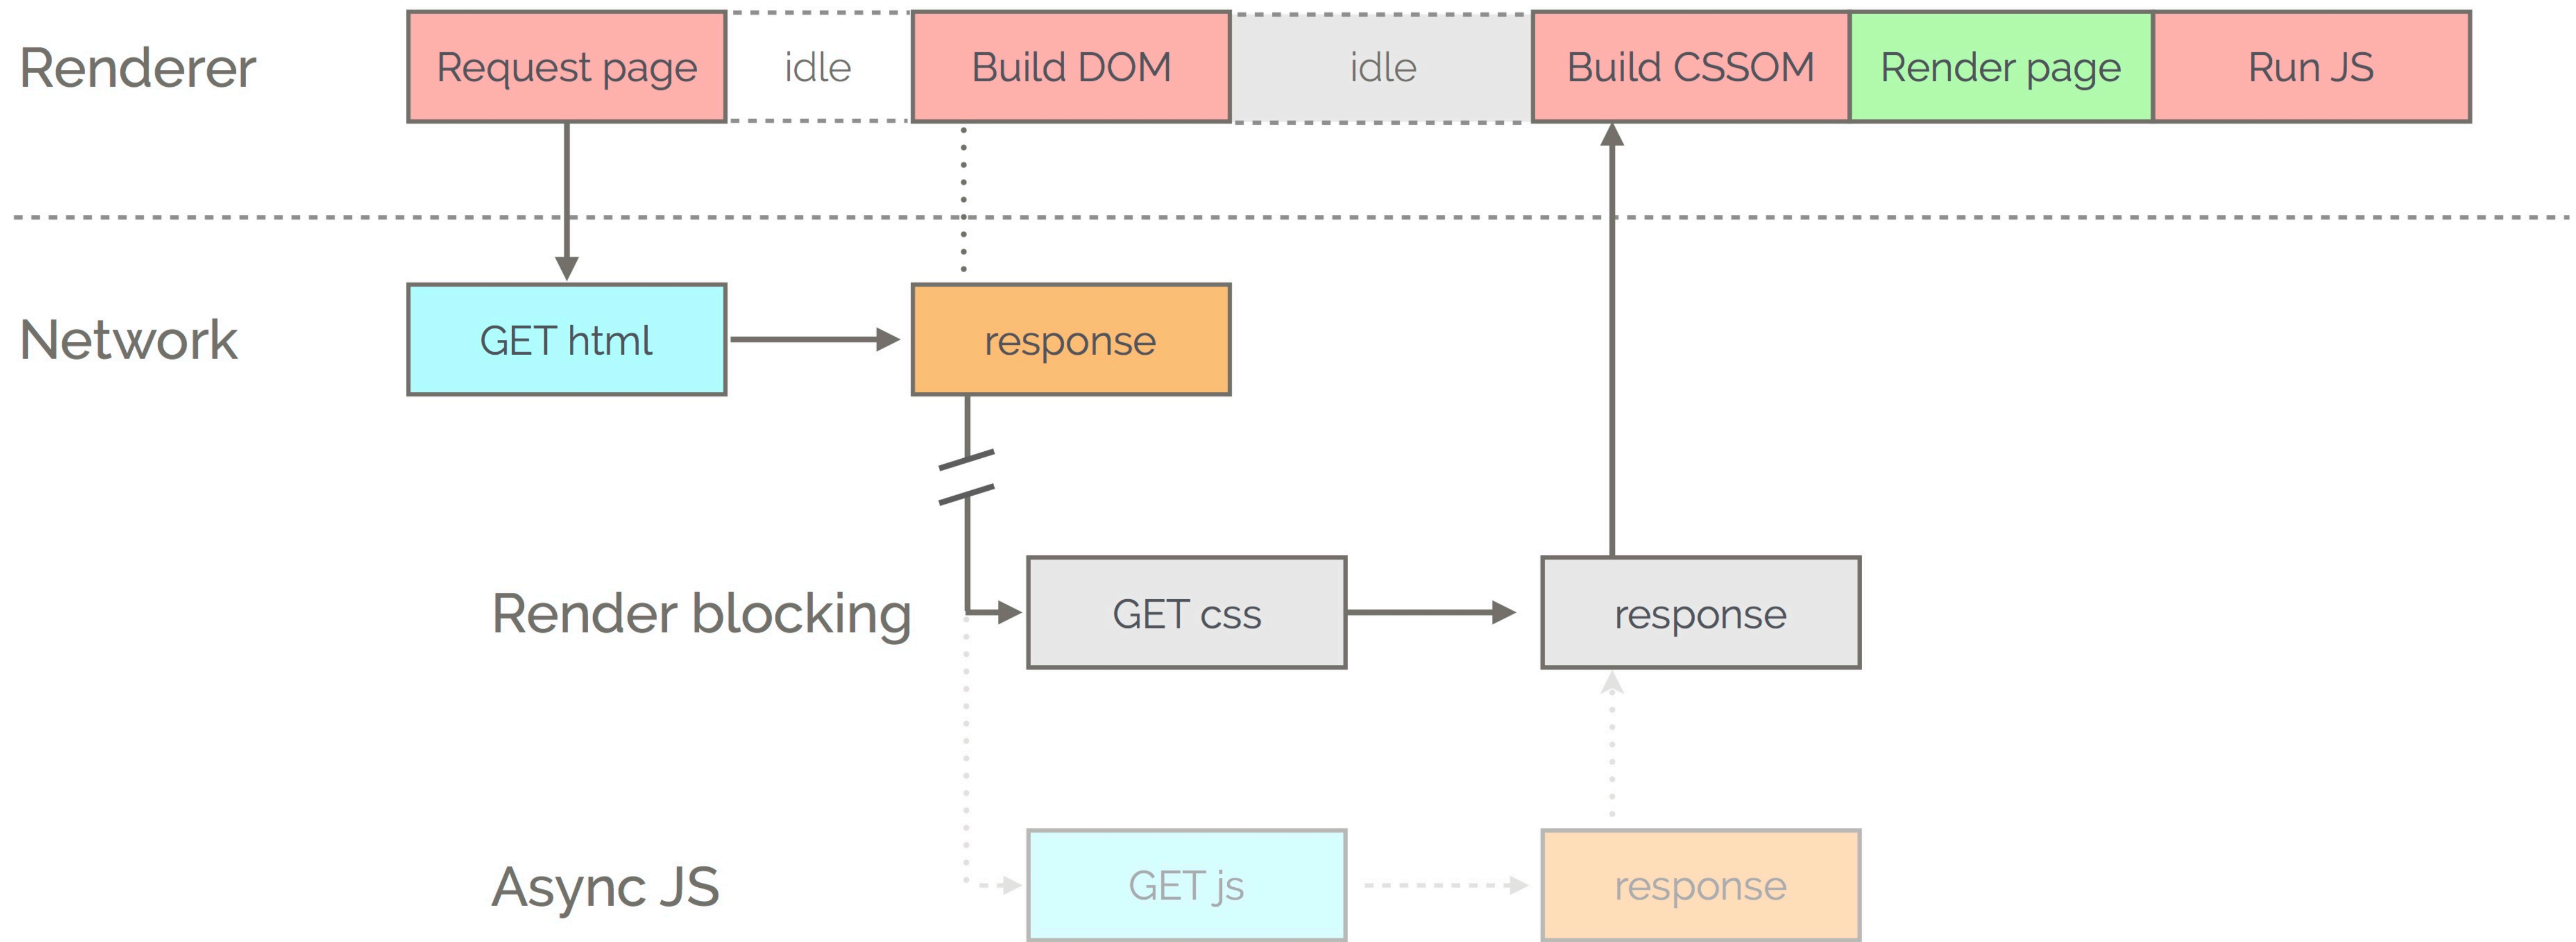 Renderer
Request page
idle
Build DOM
idle
Build CSSOM
Render page
Run JS
Network
GET html
response
Render blocking
GET css
response
Async JS
GET js
response